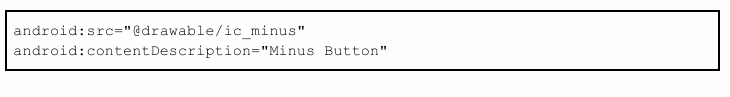 android:src="@drawable/ic_minus"
android:contentDescription="Minus Button"